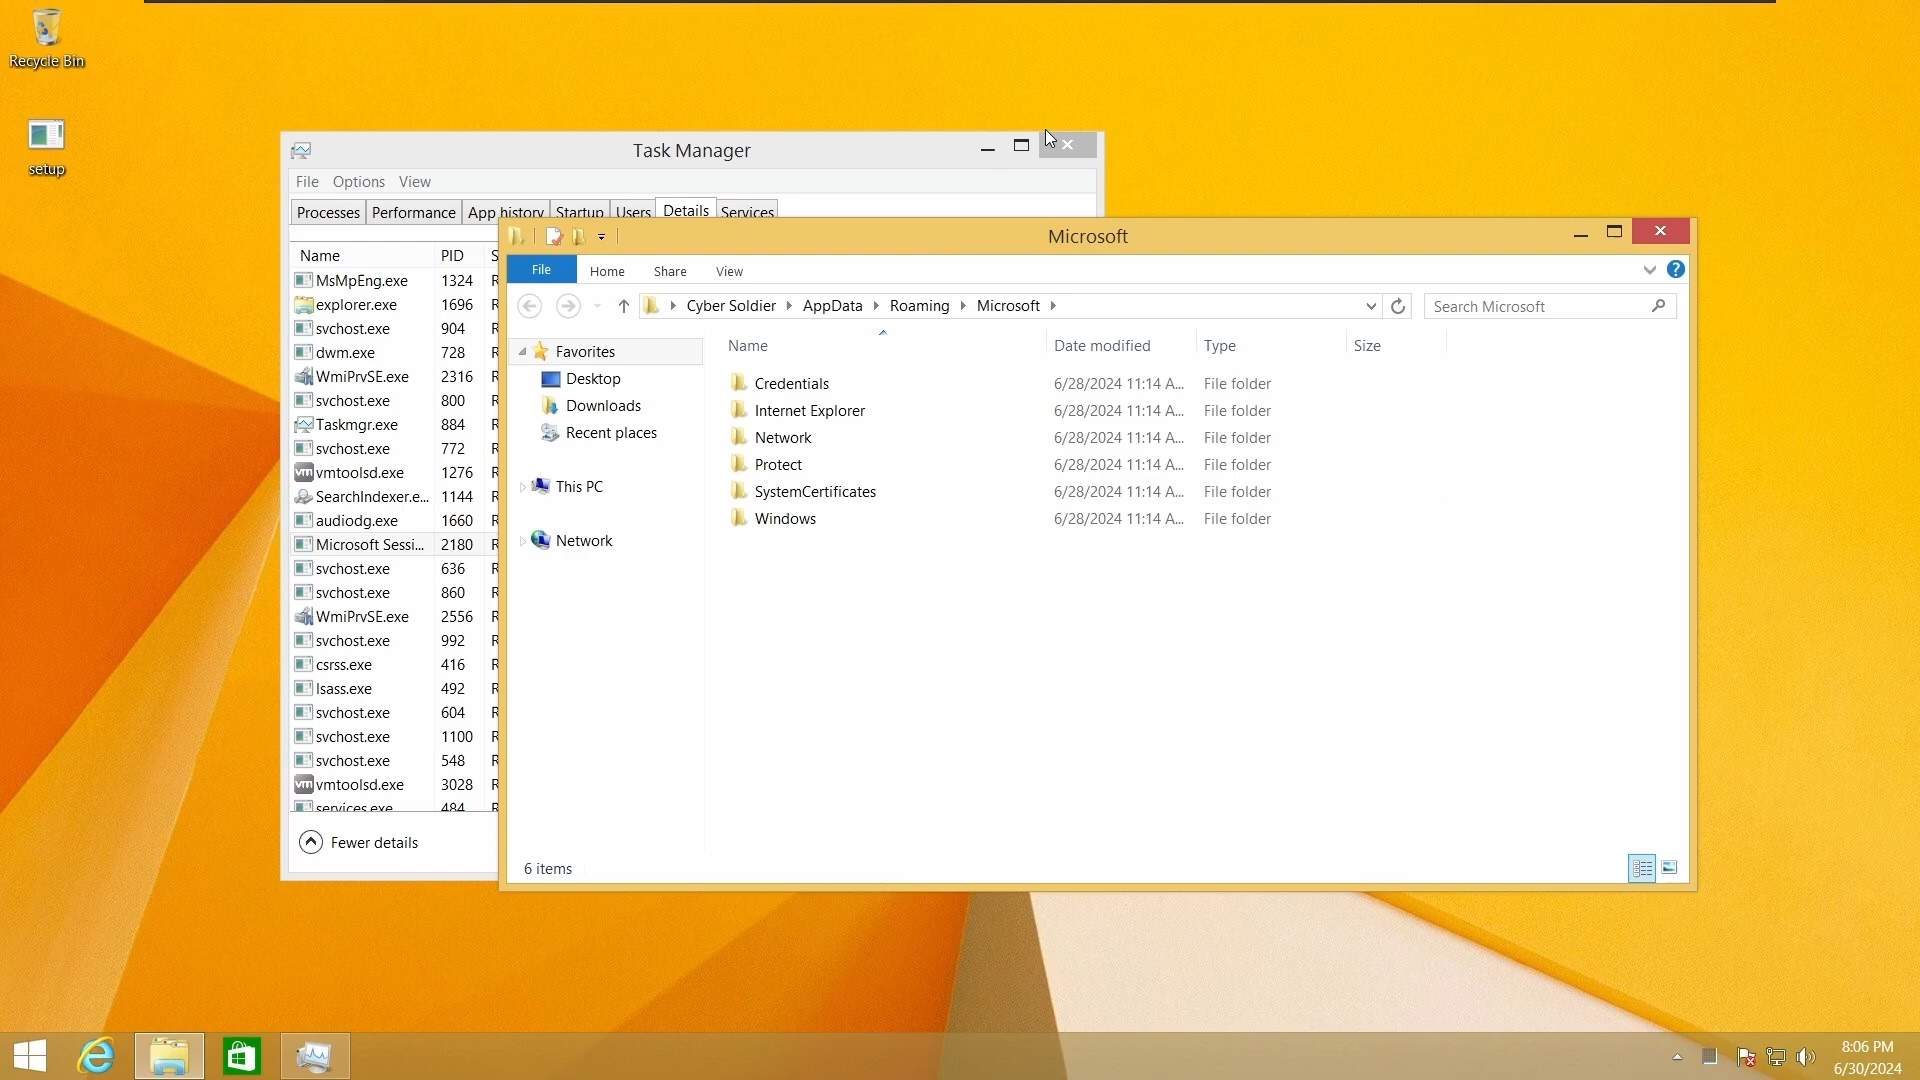 Recycle Bin
setup
Task Manager
File Options View
Processes Performance App history Startup Users Details Services
Name PID S
MsMpEng.exe 1324 R
explorer.exe 1696 R
svchost.exe 904 R
dwm.exe 728 R
WmiPrvSE.exe 2316 R
svchost.exe 800 R
Taskmgr.exe 884 R
svchost.exe 772 R
vmtoolsd.exe 1276 R
SearchIndexer.e... 1144 R
audiodg.exe 1660 R
Microsoft Sessi... 2180 R
svchost.exe 636 R
svchost.exe 860 R
WmiPrvSE.exe 2556 R
svchost.exe 992 R
csrss.exe 416 R
lsass.exe 492 R
svchost.exe 604 R
svchost.exe 1100 R
svchost.exe 548 R
vmtoolsd.exe 3028 R
services.exe 484 R
Fewer details
Microsoft
File Home Share View
Cyber Soldier AppData Roaming Microsoft
Search Microsoft
Favorites
Desktop
Downloads
Recent places
This PC
Network
Name Date modified Type Size
Credentials 6/28/2024 11:14 A... File folder
Internet Explorer 6/28/2024 11:14 A... File folder
Network 6/28/2024 11:14 A... File folder
Protect 6/28/2024 11:14 A... File folder
SystemCertificates 6/28/2024 11:14 A... File folder
Windows 6/28/2024 11:14 A... File folder
6 items
8:06 PM
6/30/2024